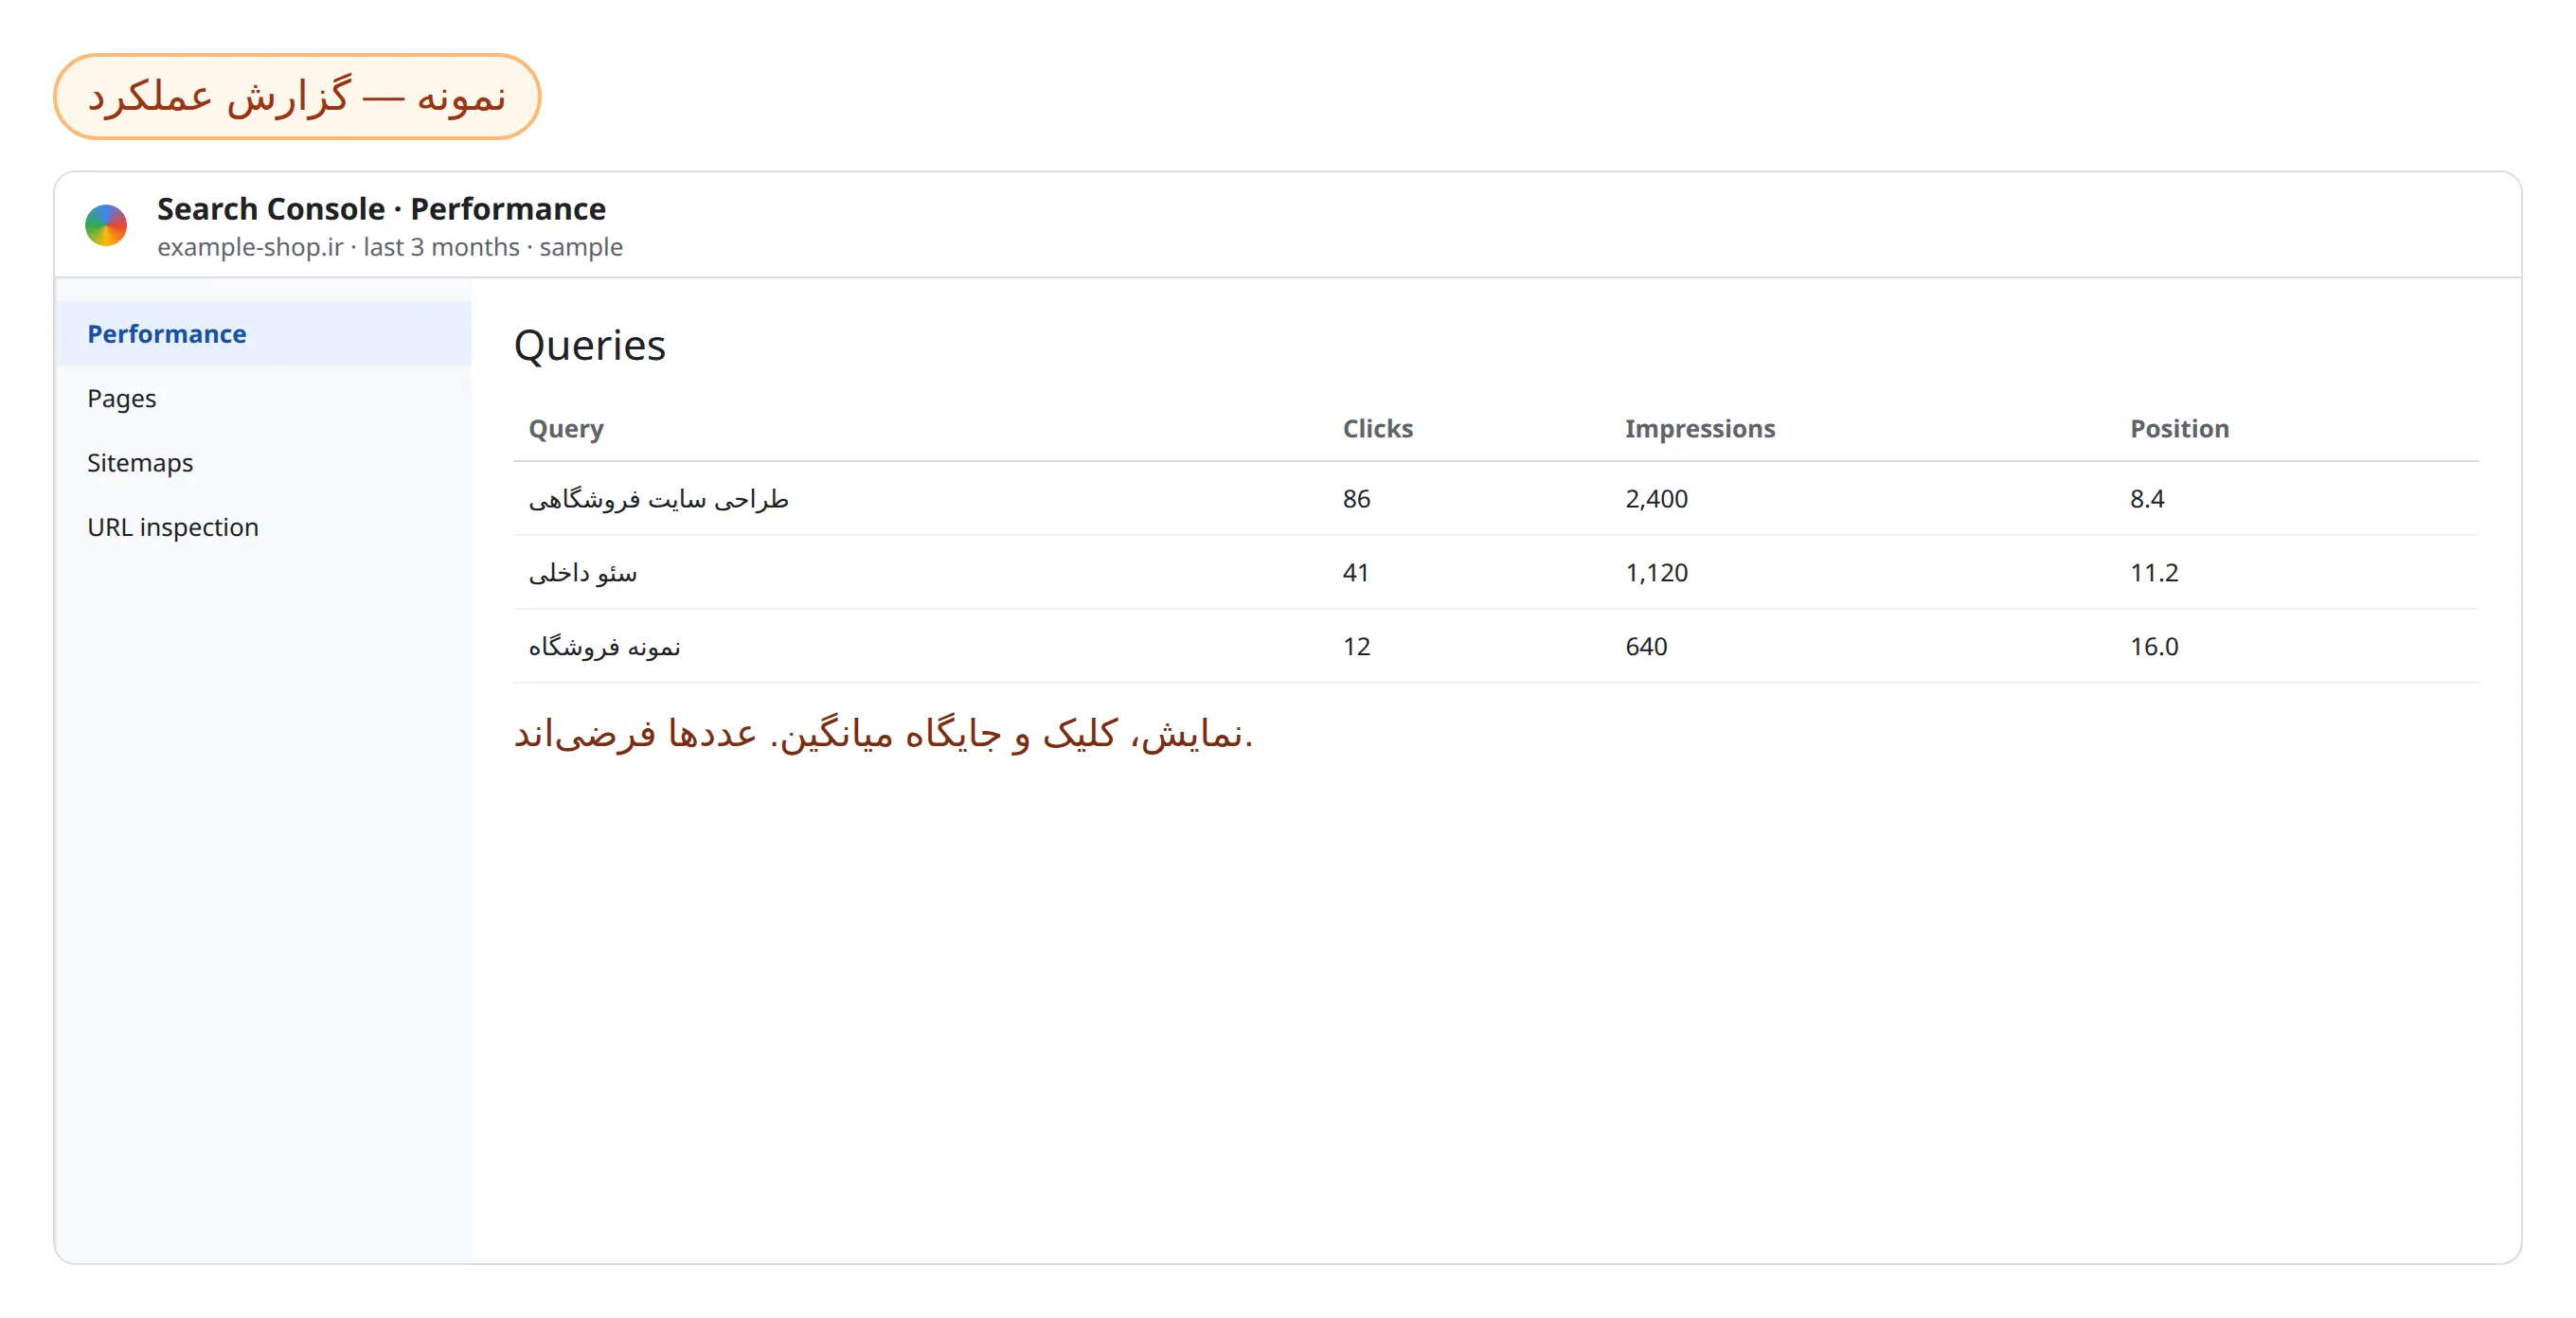 نمونه — گزارش عملکرد
Search Console · Performance
example-shop.ir · last 3 months · sample
Performance
Pages
Sitemaps
URL inspection
Queries
Query Clicks Impressions Position
طراحی سایت فروشگاهی 86 2,400 8.4
سئو داخلی 41 1,120 11.2
نمونه فروشگاه 12 640 16.0
نمایش، کلیک و جایگاه میانگین. عددها فرضی‌اند.